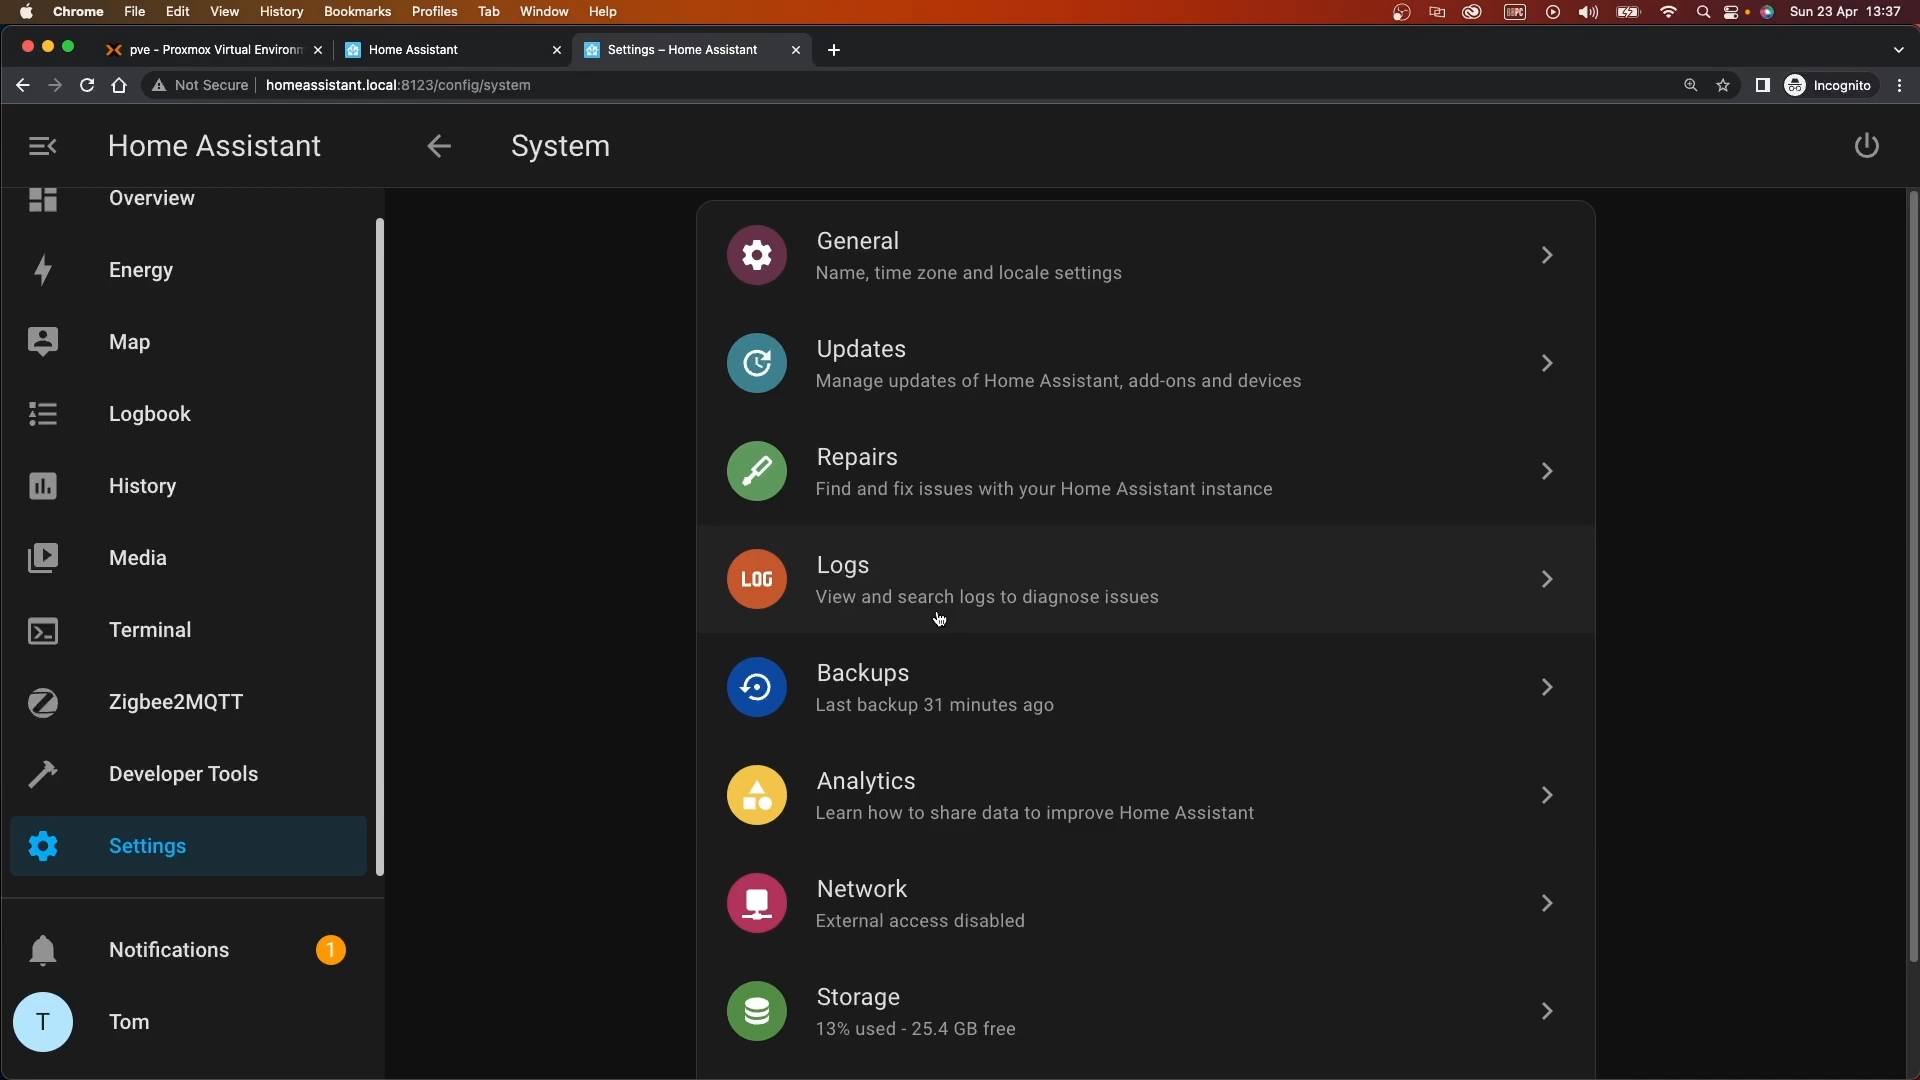 Chrome File Edit View History Bookmarks Profiles Tab Window Help
Sun 23 Apr 13:37
pve - Proxmox Virtual Environm
Home Assistant
Settings – Home Assistant
Not Secure
homeassistant.local:8123/config/system
Incognito
Home Assistant
System
Overview
Energy
Map
Logbook
History
Media
Terminal
Zigbee2MQTT
Developer Tools
Settings
Notifications
1
T
Tom
General
Name, time zone and locale settings
Updates
Manage updates of Home Assistant, add-ons and devices
Repairs
Find and fix issues with your Home Assistant instance
LOG
Logs
View and search logs to diagnose issues
Backups
Last backup 31 minutes ago
Analytics
Learn how to share data to improve Home Assistant
Network
External access disabled
Storage
13% used - 25.4 GB free